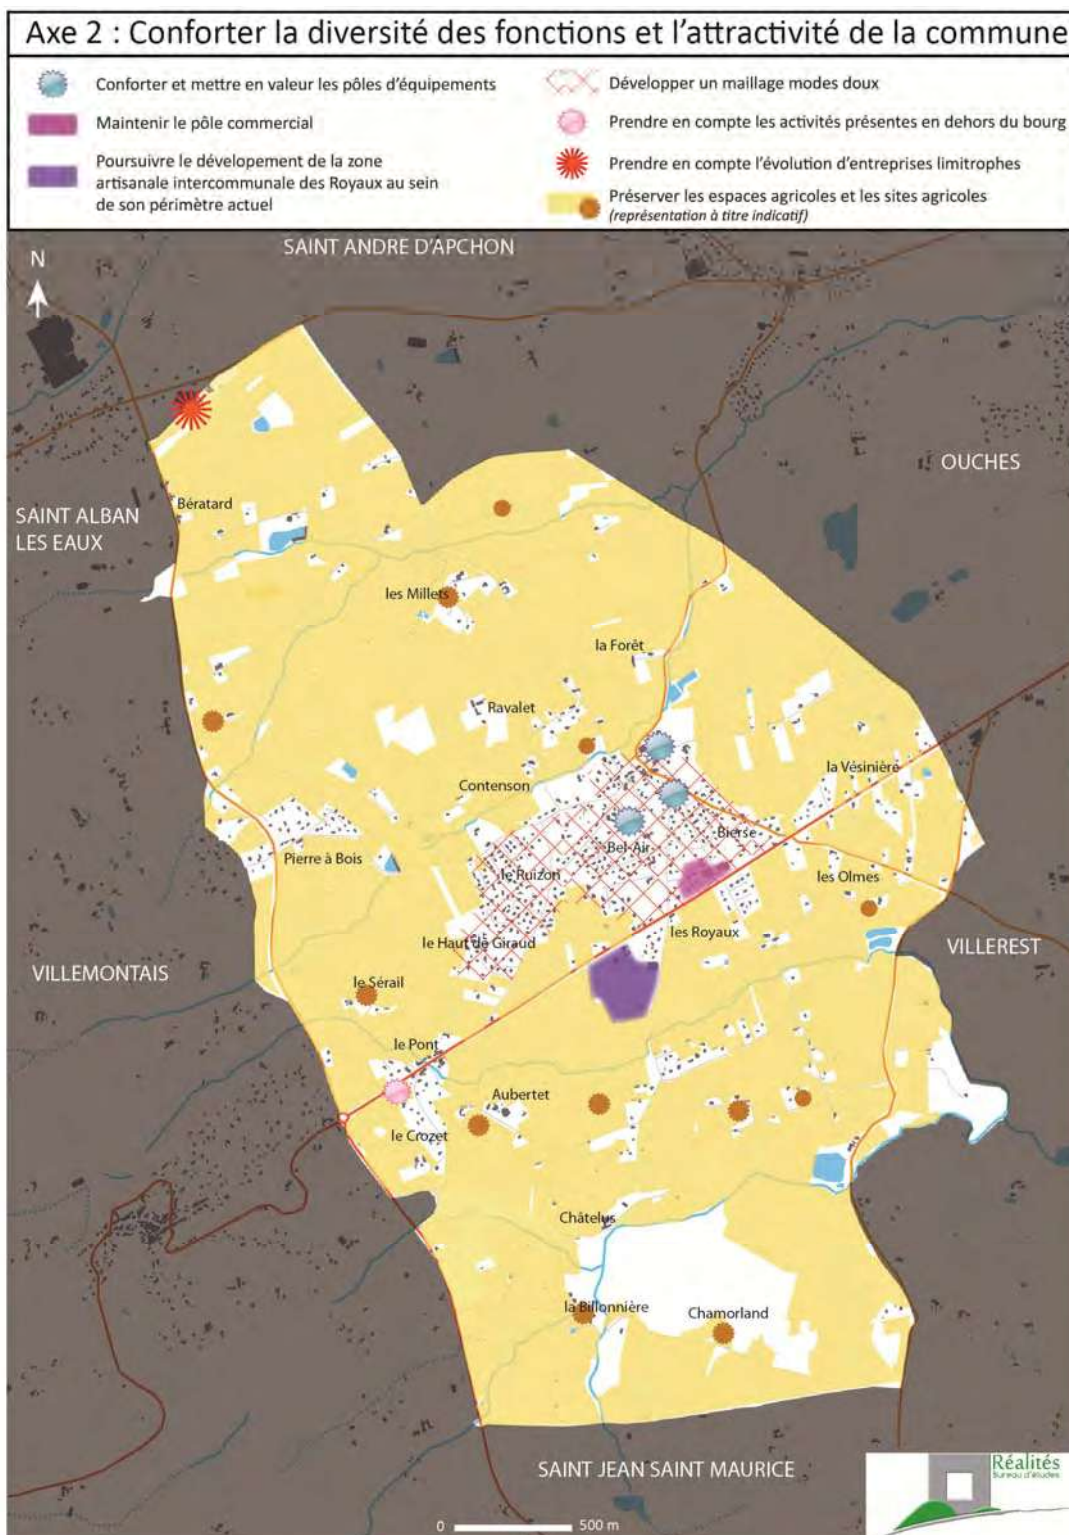 Axe 2 : Conforter la diversité des fonctions et l'attractivité de la commune
Conforter et mettre en valeur les pôles d'équipements
Maintenir le pôle commercial
Poursuivre le dévelopement de la zone
artisanale intercommunale des Royaux au sein
de son périmètre actuel
Développer un maillage modes doux
Prendre en compte les activités présentes en dehors du bourg
Prendre en compte l'évolution d'entreprises limitrophes
Préserver les espaces agricoles et les sites agricoles
(représentation à titre indicatif)
SAINT ANDRE D'APCHON
N
OUCHES
SAINT ALBAN
LES EAUX
Bératard
les Millets
la Forêt
Ravalet
Contenson
la Vésinière
Bierse
Bel-Air
Pierre à Bois
le Ruizon
les Olmes
les Royaux
le Haut de Giraud
VILLEREST
VILLEMONTAIS
le Sérail
le Pont
Aubertet
le Crozet
Châtelus
la Billonnière
Chamorland
SAINT JEAN SAINT MAURICE
Réalités
Bureau d'études
0 500 m